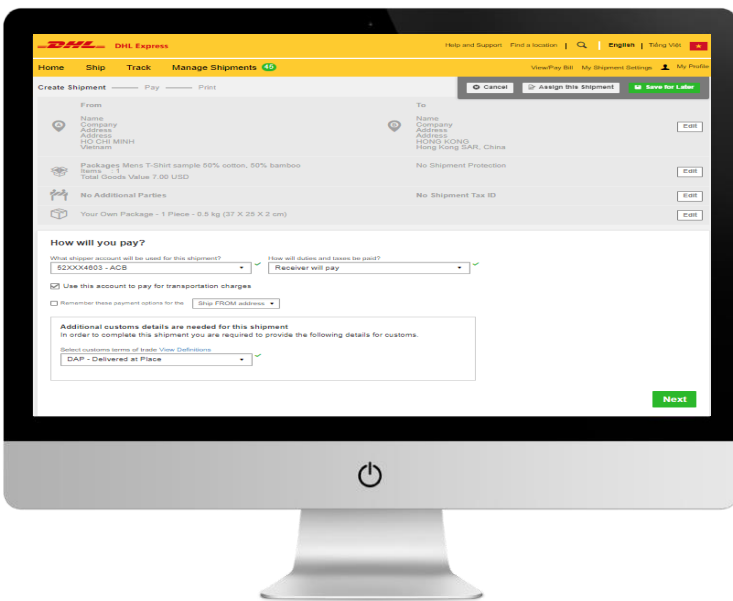 DHL DHL Express
Help and Support Find a location | | English | Tiếng Việt
Home Ship Track Manage Shipments 45
View/Pay Bill My Shipment Settings My Profile
Create Shipment Pay Print
Cancel Assign this Shipment Save for Later
From
Name
Company
Address
Address
HO CHI MINH
Vietnam
To
Name
Company
Address
Address
HONG KONG
Hong Kong SAR, China
Edit
Packages Mens T-Shirt sample 50% cotton, 50% bamboo
Items : 1
Total Goods Value 7.00 USD
No Shipment Protection
Edit
No Additional Parties
No Shipment Tax ID
Edit
Your Own Package - 1 Piece - 0.5 kg (37 X 25 X 2 cm)
Edit
How will you pay?
What shipper account will be used for this shipment?
52XXX4603 - ACB
How will duties and taxes be paid?
Receiver will pay
Use this account to pay for transportation charges
Remember these payment options for the Ship FROM address
Additional customs details are needed for this shipment
In order to complete this shipment you are required to provide the following details for customs.
Select customs terms of trade View Definitions
DAP - Delivered at Place
Next